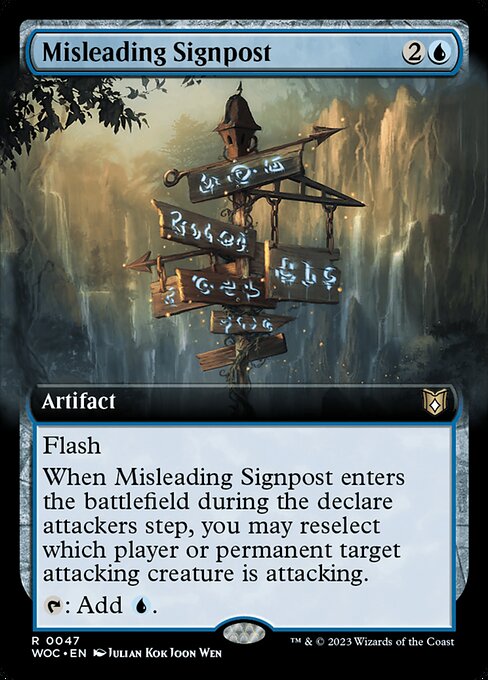 Misleading Signpost 2
Artifact
Flash
When Misleading Signpost enters
the battlefield during the declare
attackers step, you may reselect
which player or permanent target
attacking creature is attacking.
: Add .
R 0047
WOC • EN Julian Kok Joon Wen
™ & © 2023 Wizards of the Coast